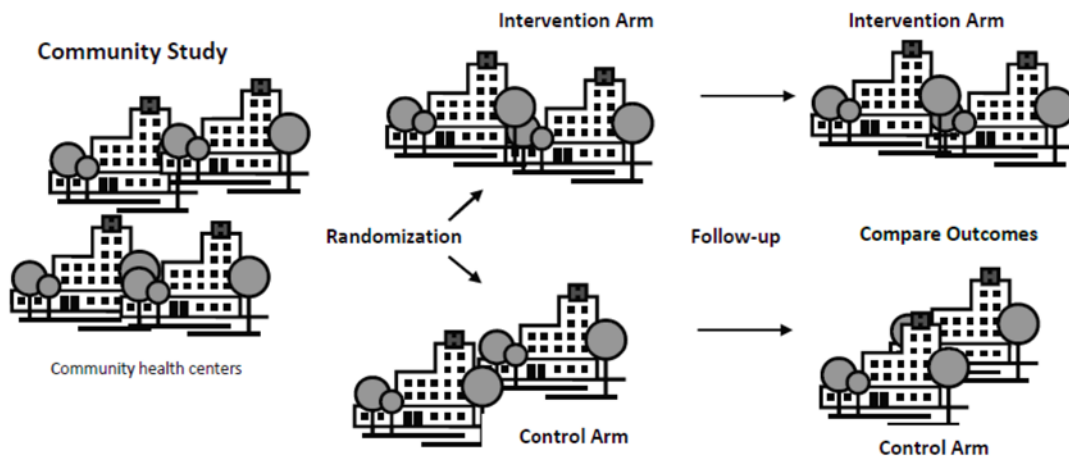 Community Study
Community health centers
Randomization
Intervention Arm
H
H
H
H
H
H
Control Arm
H
H
Follow-up
Intervention Arm
H
H
Compare Outcomes
H
H
Control Arm